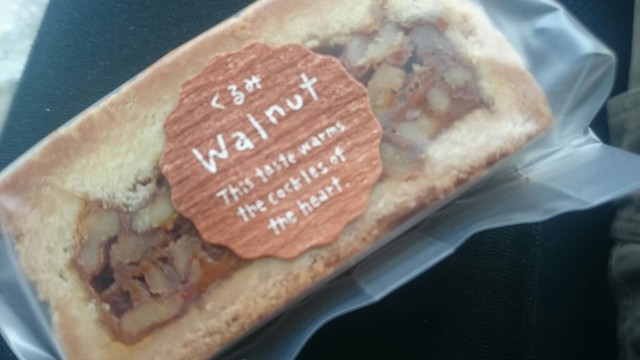 くるみ
Walnut
This taste warms
the cockles of
the heart.